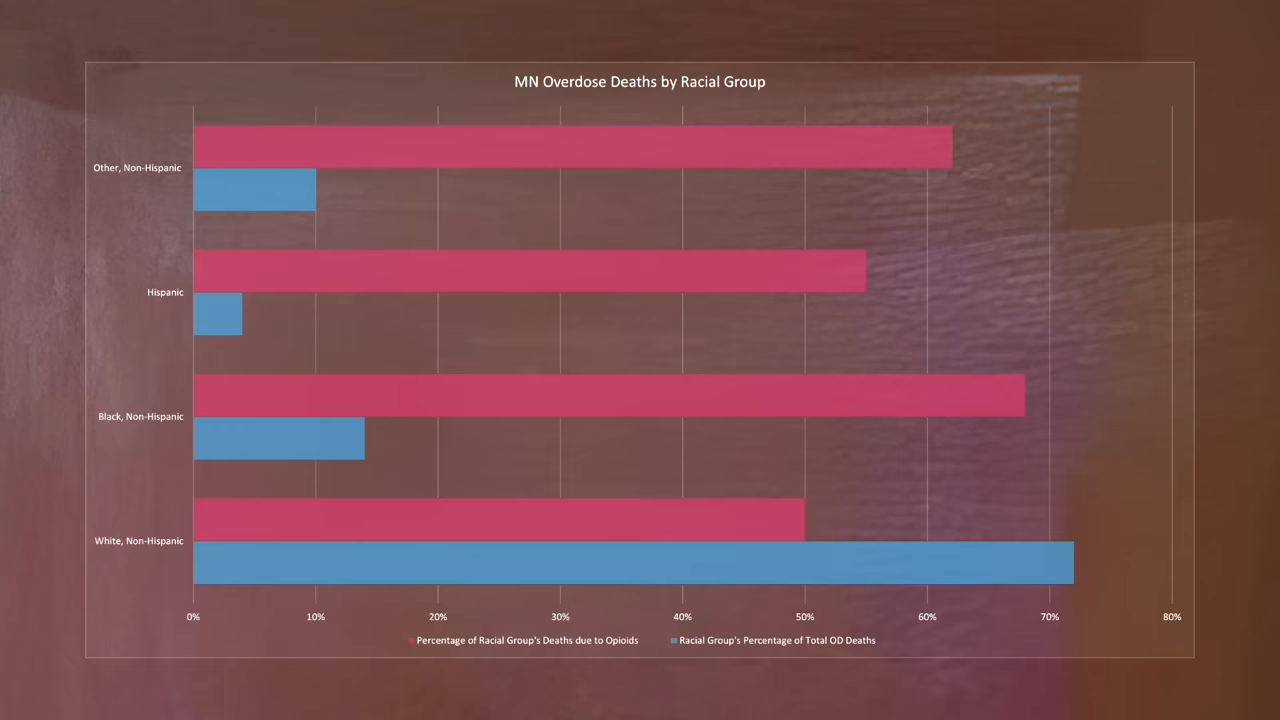 MN Overdose Deaths by Racial Group
Other, Non-Hispanic
Hispanic
Black, Non-Hispanic
White, Non-Hispanic
0% 10% 20% 30% 40% 50% 60% 70% 80%
Percentage of Racial Group's Deaths due to Opioids Racial Group's Percentage of Total OD Deaths